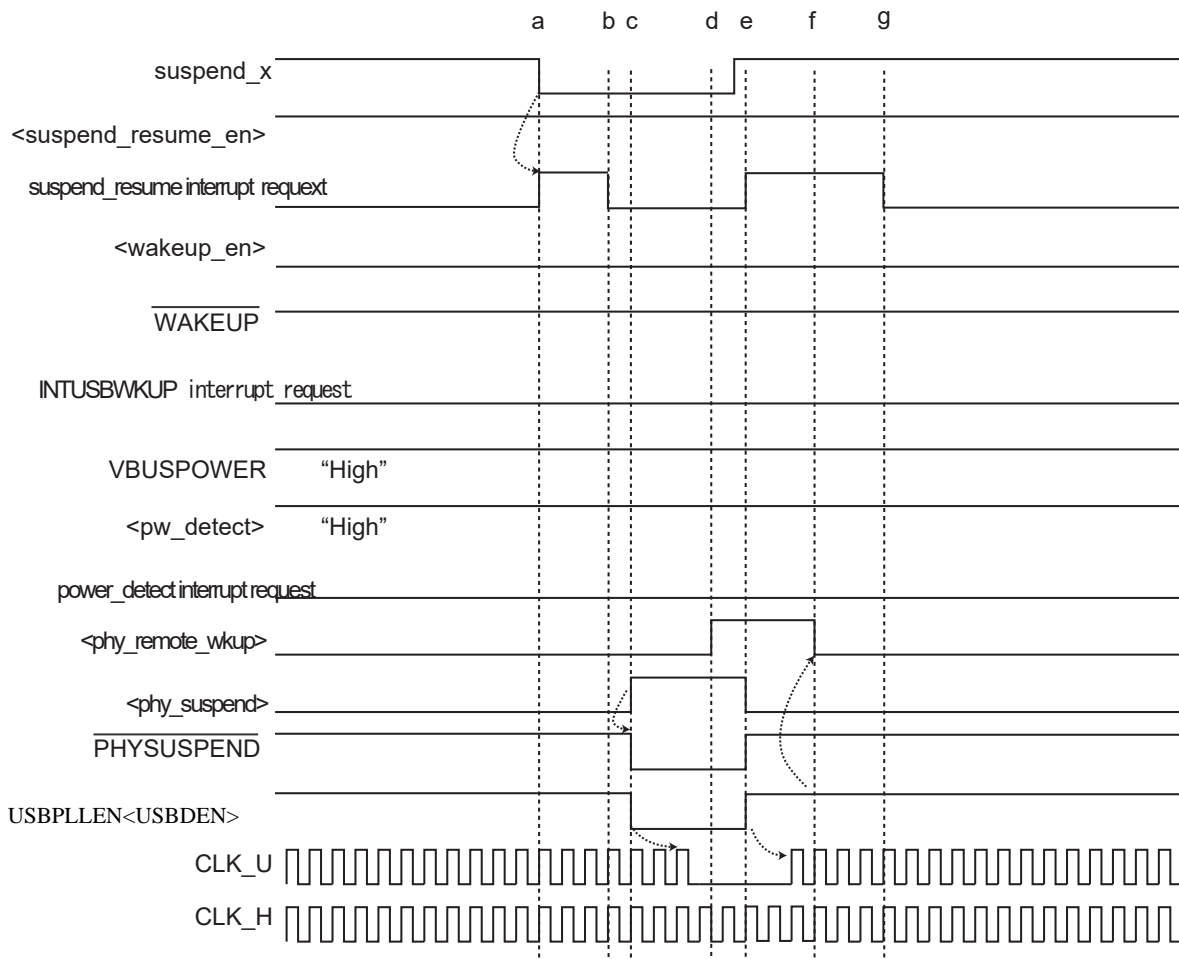 a b c d e f g
suspend_x
<suspend_resume_en>
suspend_resume interrupt requext
<wakeup_en>
WAKEUP
INTUSBWKUP interrupt request
VBUSPOWER "High"
<pw_detect> "High"
power_detect interrupt request
<phy_remote_wkup>
<phy_suspend>
PHYSUSPEND
USBPLLEN<USBDEN>
CLK_U
CLK_H